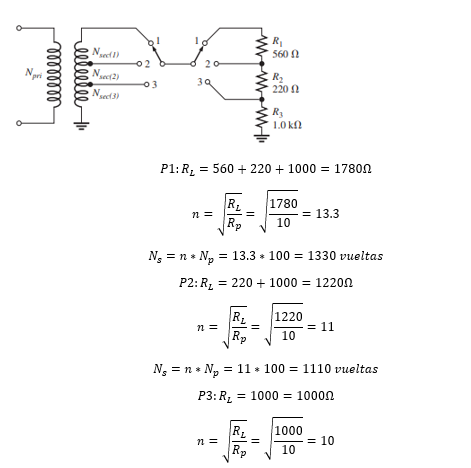 1
1
R₁
560 Ω
N_sec(1)
2
2
N_pri
N_sec(2)
R₂
220 Ω
3
3
N_sec(3)
R₃
1.0 kΩ
P1: R_L = 560 + 220 + 1000 = 1780Ω
n = √(R_L/R_p) = √(1780/10) = 13.3
N_s = n * N_p = 13.3 * 100 = 1330 vueltas
P2: R_L = 220 + 1000 = 1220Ω
n = √(R_L/R_p) = √(1220/10) = 11
N_s = n * N_p = 11 * 100 = 1110 vueltas
P3: R_L = 1000 = 1000Ω
n = √(R_L/R_p) = √(1000/10) = 10